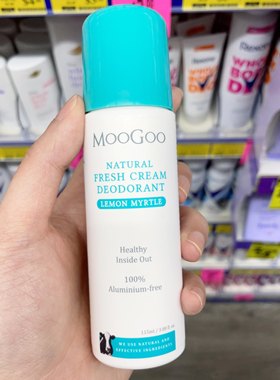 MooGoo
NATURAL
FRESH CREAM
DEODORANT
LEMON MYRTLE
Healthy
Inside Out
100%
Aluminium-free
WE USE NATURAL AND
EFFECTIVE INGREDIENTS